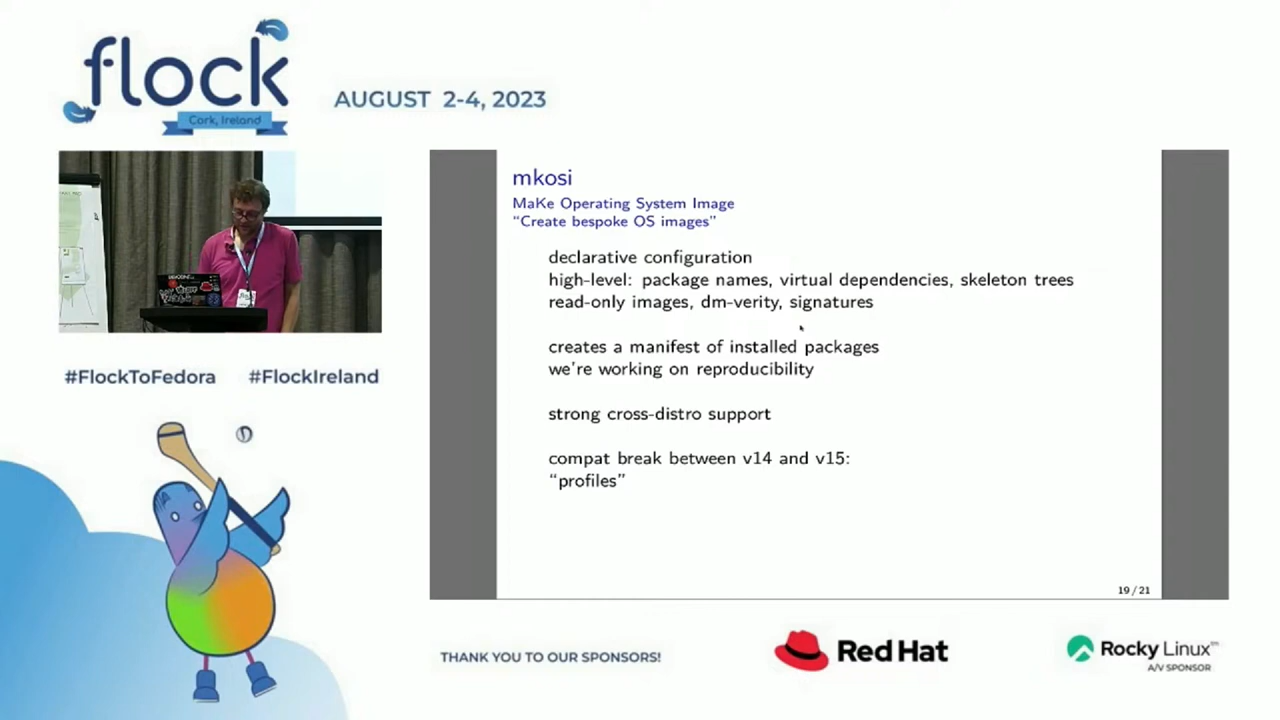 flock
Cork, Ireland
AUGUST 2-4, 2023
mkosi
MaKe Operating System Image
“Create bespoke OS images”
declarative configuration
high-level: package names, virtual dependencies, skeleton trees
read-only images, dm-verity, signatures
creates a manifest of installed packages
we're working on reproducibility
strong cross-distro support
compat break between v14 and v15:
“profiles”
19 / 21
#FlockToFedora #FlockIreland
THANK YOU TO OUR SPONSORS!
Red Hat
Rocky Linux™
A/V SPONSOR